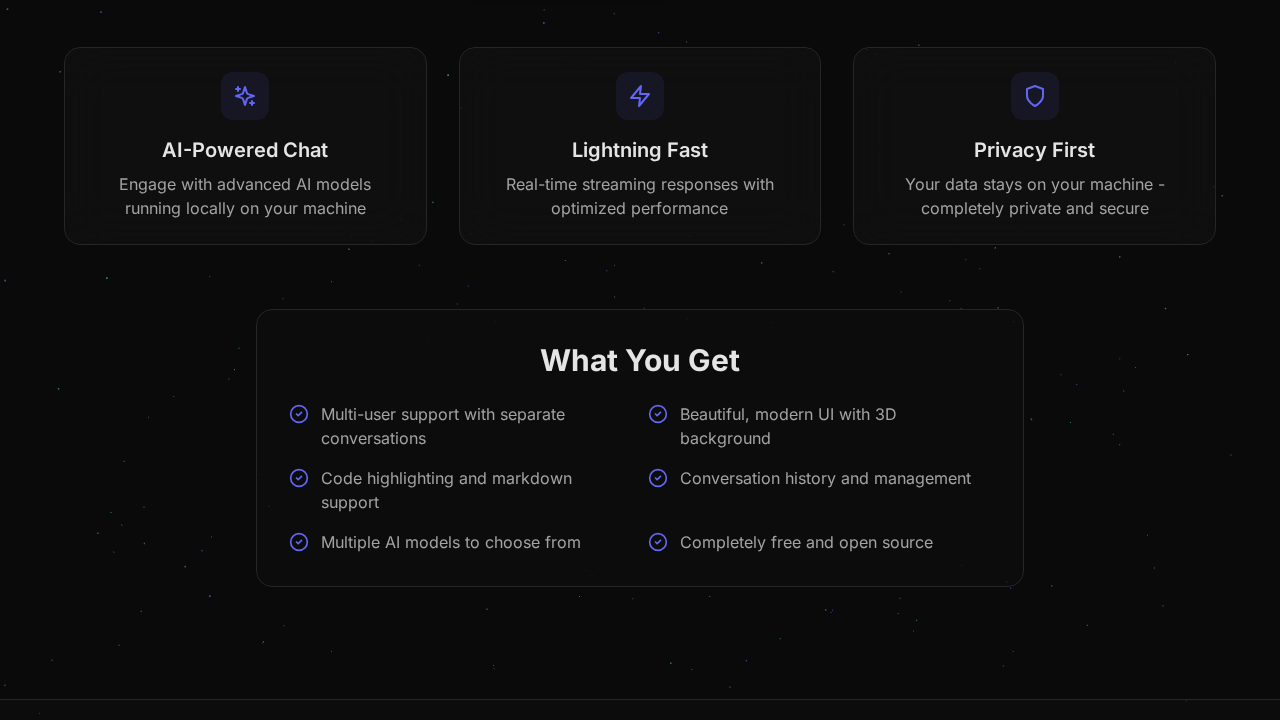 AI-Powered Chat
Engage with advanced AI models
running locally on your machine
Lightning Fast
Real-time streaming responses with
optimized performance
Privacy First
Your data stays on your machine -
completely private and secure
What You Get
Multi-user support with separate
conversations
Beautiful, modern UI with 3D
background
Code highlighting and markdown
support
Conversation history and management
Multiple AI models to choose from
Completely free and open source